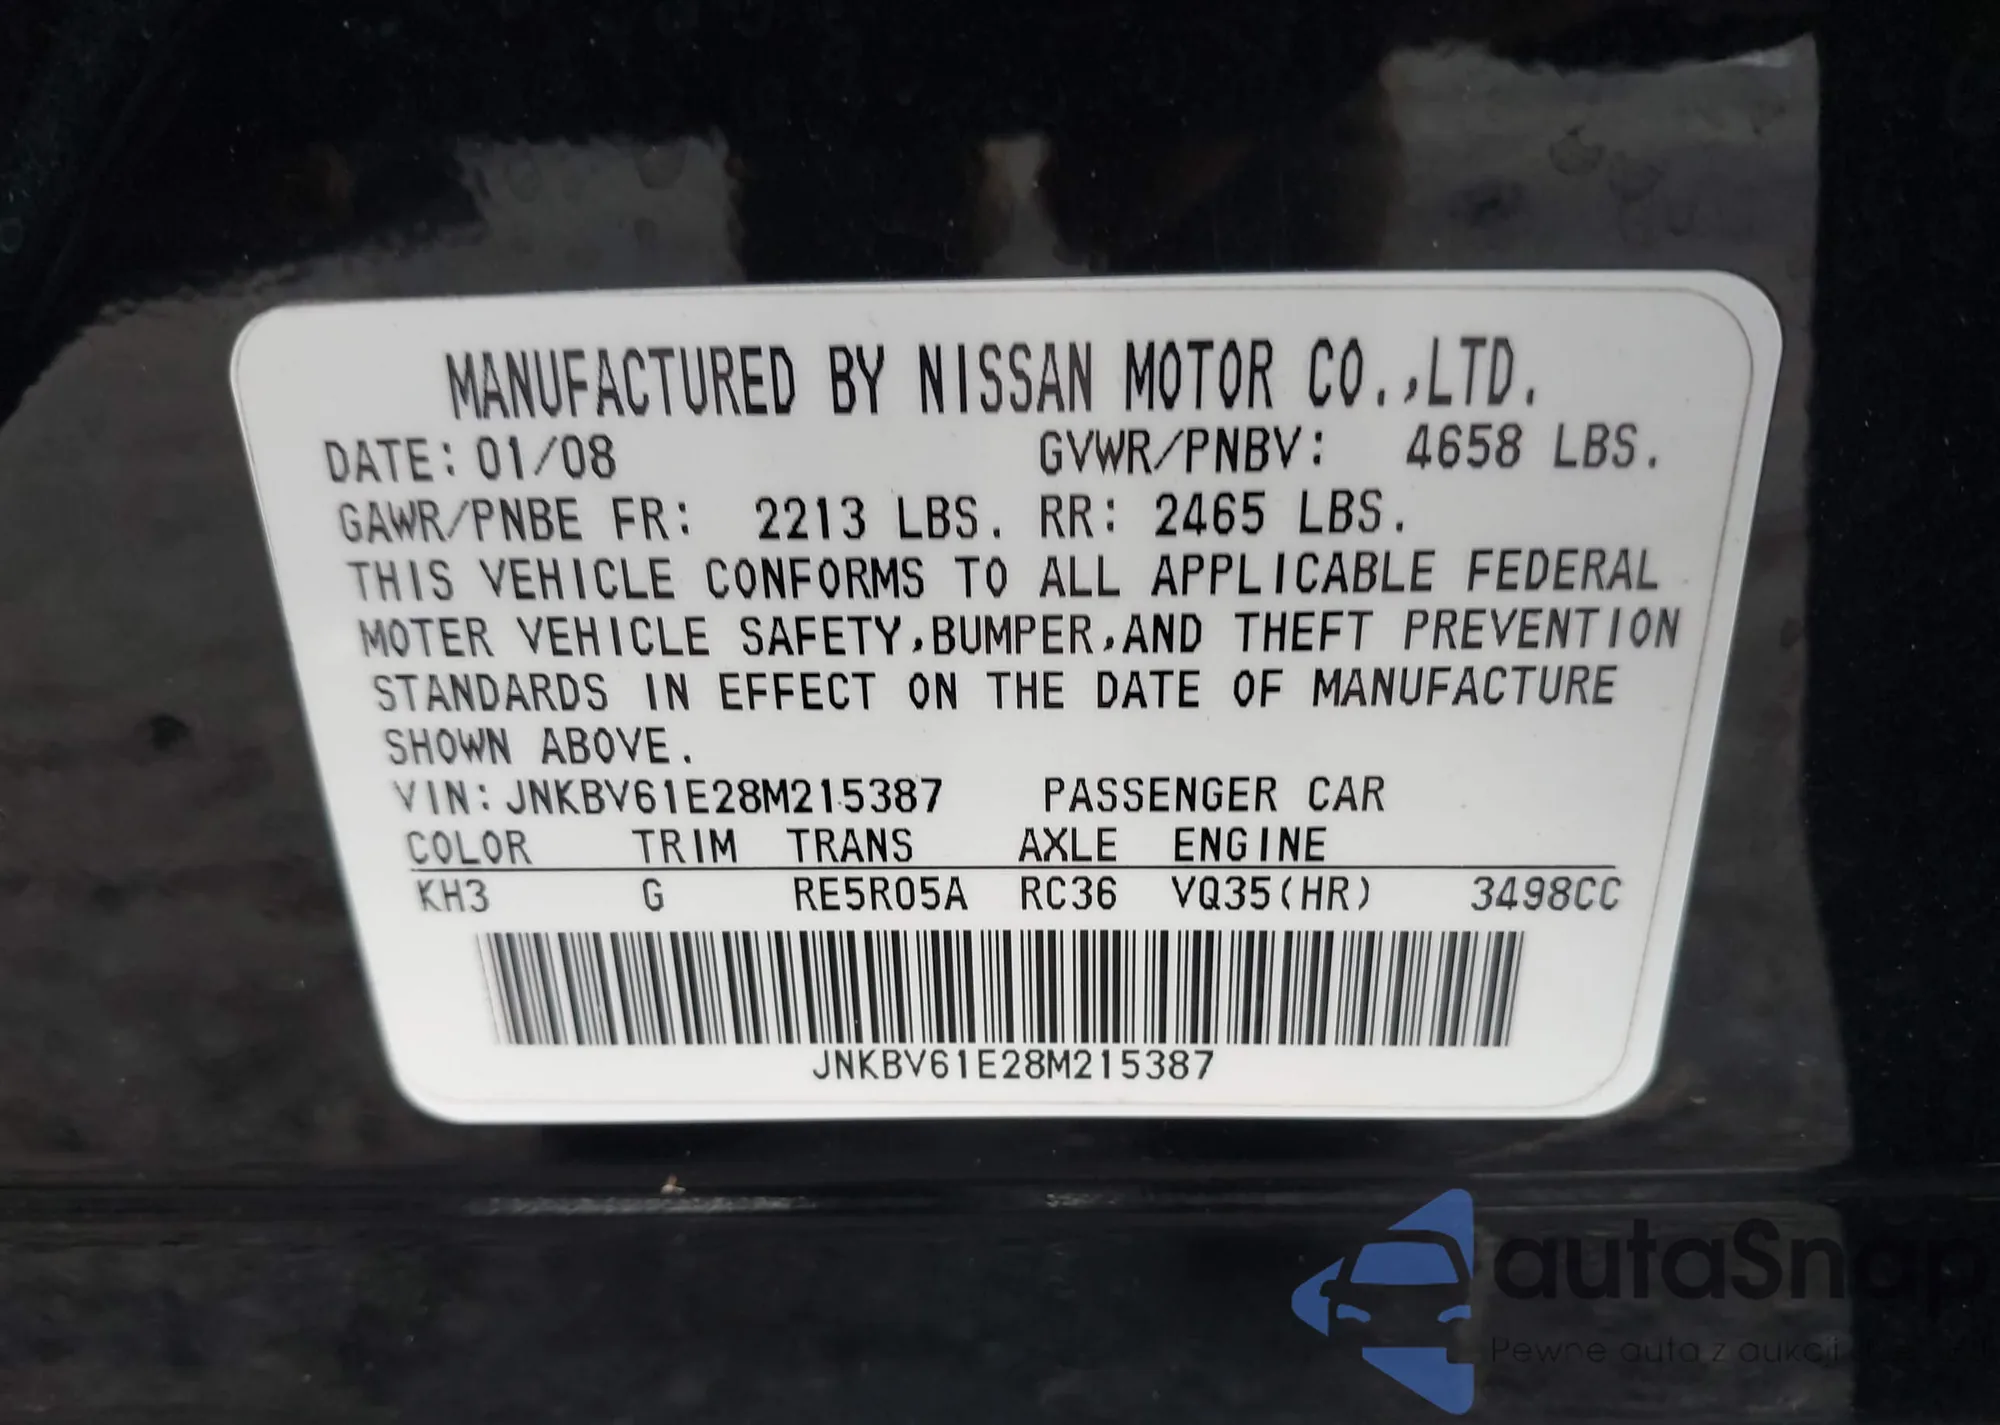 MANUFACTURED BY NISSAN MOTOR CO.,LTD.
DATE: 01/08 GVWR/PNBV: 4658 LBS.
GAWR/PNBE FR: 2213 LBS. RR: 2465 LBS.
THIS VEHICLE CONFORMS TO ALL APPLICABLE FEDERAL
MOTER VEHICLE SAFETY,BUMPER,AND THEFT PREVENTION
STANDARDS IN EFFECT ON THE DATE OF MANUFACTURE
SHOWN ABOVE.
VIN: JNKBV61E28M215387 PASSENGER CAR
COLOR TRIM TRANS AXLE ENGINE
KH3 G RE5R05A RC36 VQ35(HR) 3498CC
JNKBV61E28M215387
autaSnap
Pewne auta z aukcji